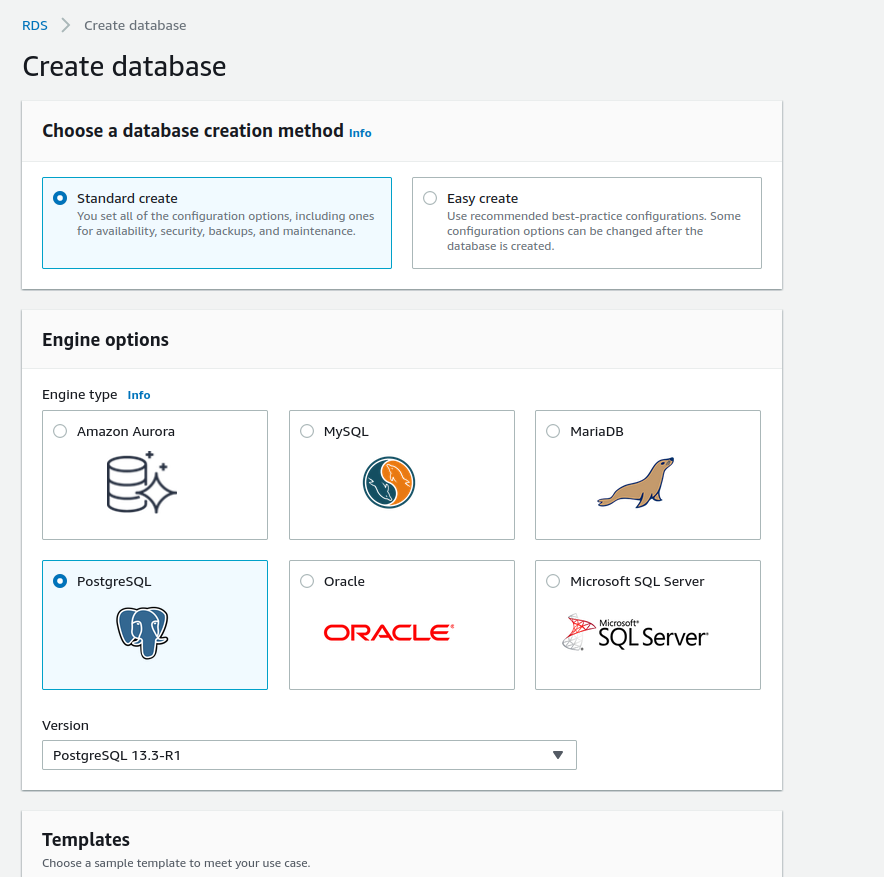 RDS Create database
Create database
Choose a database creation method Info
Standard create
You set all of the configuration options, including ones
for availability, security, backups, and maintenance.
Easy create
Use recommended best-practice configurations. Some
configuration options can be changed after the
database is created.
Engine options
Engine type Info
Amazon Aurora
MySQL
MariaDB
PostgreSQL
Oracle
ORACLE®
Microsoft SQL Server
Microsoft®
SQL Server®
Version
PostgreSQL 13.3-R1
Templates
Choose a sample template to meet your use case.